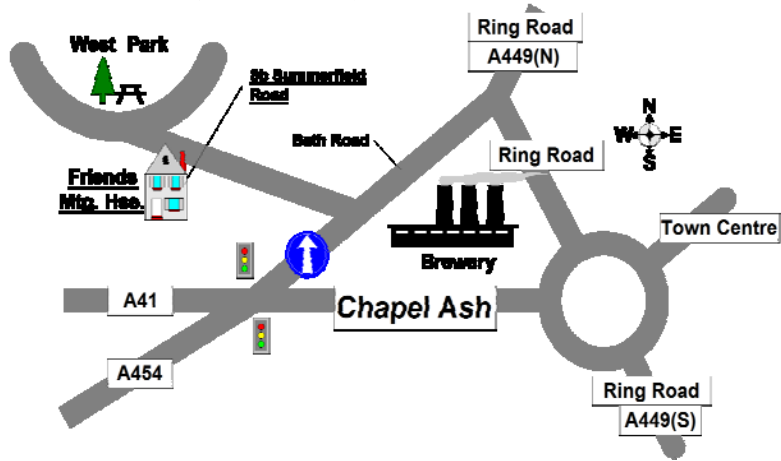 Ring Road
A449(N)
West Park
8b Summerfield
Road
Bath Road
N
W E
S
Ring Road
Friends
Mtg. Hse.
Town Centre
Brewery
A41
Chapel Ash
A454
Ring Road
A449(S)